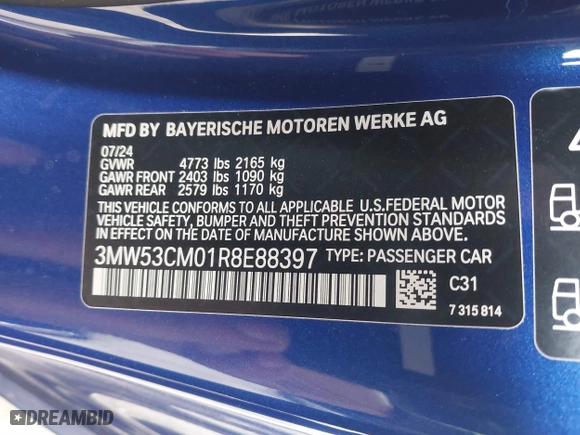 MFD BY BAYERISCHE MOTOREN WERKE AG
07/24
GVWR 4773 lbs 2165 kg
GAWR FRONT 2403 lbs 1090 kg
GAWR REAR 2579 lbs 1170 kg
THIS VEHICLE CONFORMS TO ALL APPLICABLE U.S.FEDERAL MOTOR
VEHICLE SAFETY, BUMPER AND THEFT PREVENTION STANDARDS
IN EFFECT ON THE DATE OF MANUFACTURE SHOWN ABOVE.
3MW53CM01R8E88397 TYPE: PASSENGER CAR
C31
7 315 814
DREAMBID